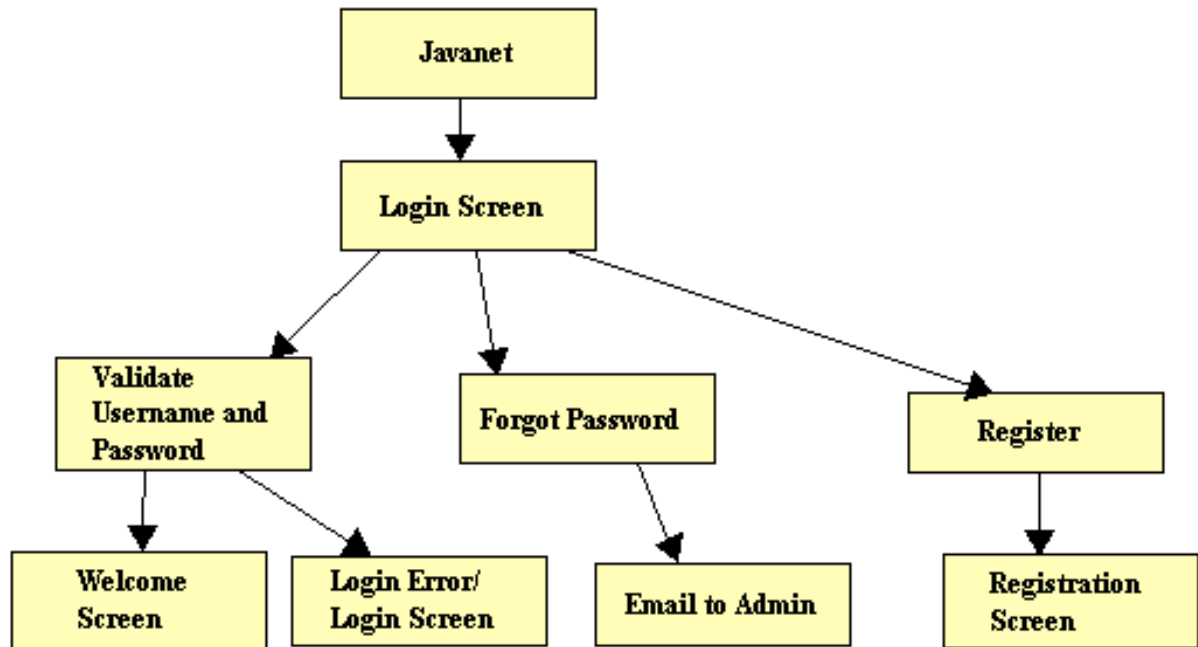 Javanet
Login Screen
Validate
Username and
Password
Forgot Password
Register
Welcome
Screen
Login Error/
Login Screen
Email to Admin
Registration
Screen